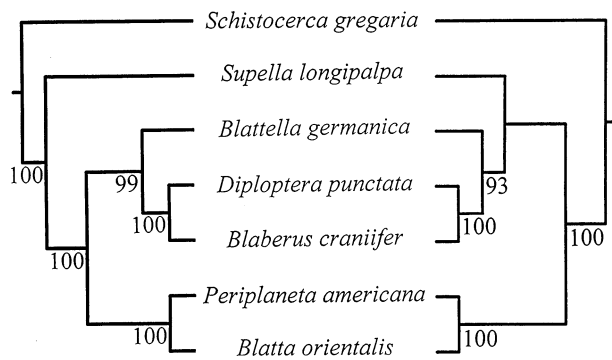 Schistocerca gregaria
Supella longipalpa
100
Blattella germanica
99
93
Diploptera punctata
100
100
Blaberus craniifer
100
100
Periplaneta americana
100
100
Blatta orientalis